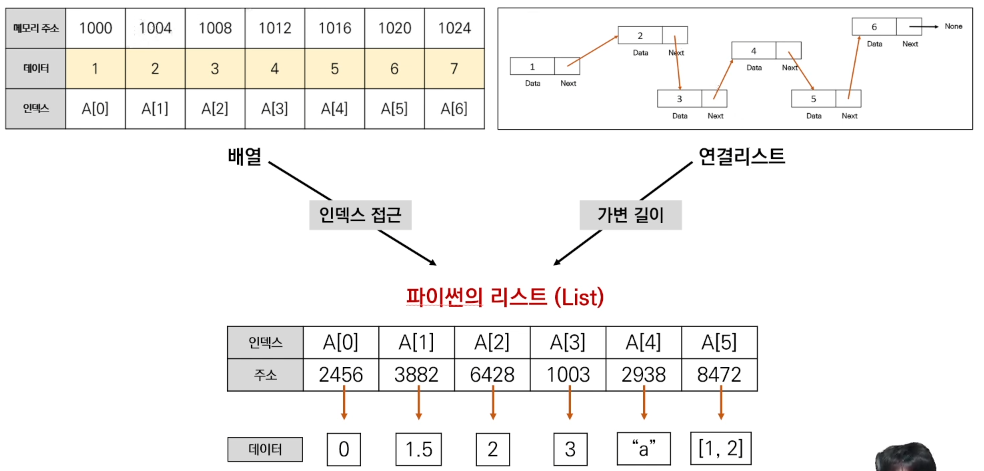 메모리 주소 1000 1004 1008 1012 1016 1020 1024
데이터 1 2 3 4 5 6 7
인덱스 A[0] A[1] A[2] A[3] A[4] A[5] A[6]
1
Data Next
2
Data Next
3
Data Next
4
Data Next
5
Data Next
6
Data Next
None
배열
연결리스트
인덱스 접근
가변 길이
파이썬의 리스트 (List)
인덱스 A[0] A[1] A[2] A[3] A[4] A[5]
주소 2456 3882 6428 1003 2938 8472
데이터 0 1.5 2 3 “a” [1, 2]